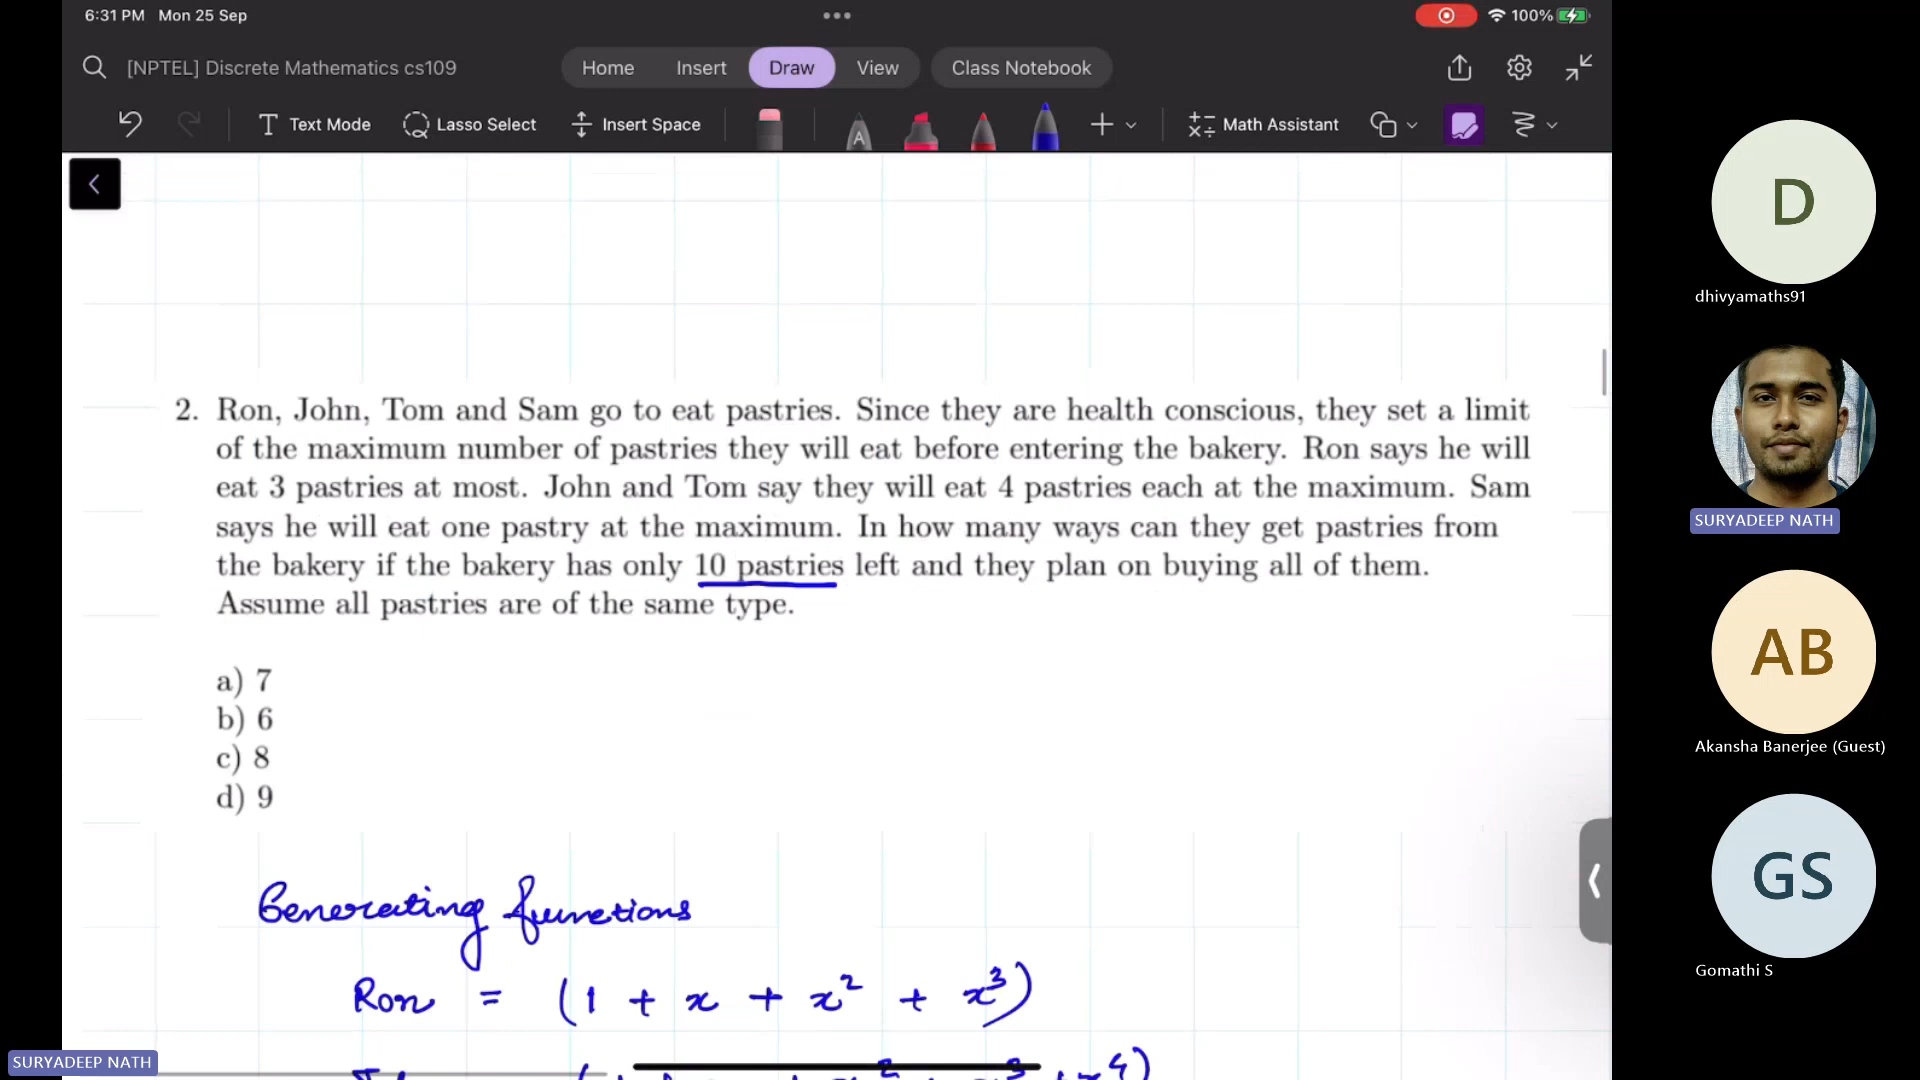 6:31 PM Mon 25 Sep
100%
[NPTEL] Discrete Mathematics cs109
Home Insert Draw View Class Notebook
Text Mode Lasso Select Insert Space A Math Assistant
2. Ron, John, Tom and Sam go to eat pastries. Since they are health conscious, they set a limit
of the maximum number of pastries they will eat before entering the bakery. Ron says he will
eat 3 pastries at most. John and Tom say they will eat 4 pastries each at the maximum. Sam
says he will eat one pastry at the maximum. In how many ways can they get pastries from
the bakery if the bakery has only 10 pastries left and they plan on buying all of them.
Assume all pastries are of the same type.
a) 7
b) 6
c) 8
d) 9
Generating functions
Ron = (1 + x + x² + x³)
D
dhivyamaths91
SURYADEEP NATH
AB
Akansha Banerjee (Guest)
GS
Gomathi S
SURYADEEP NATH